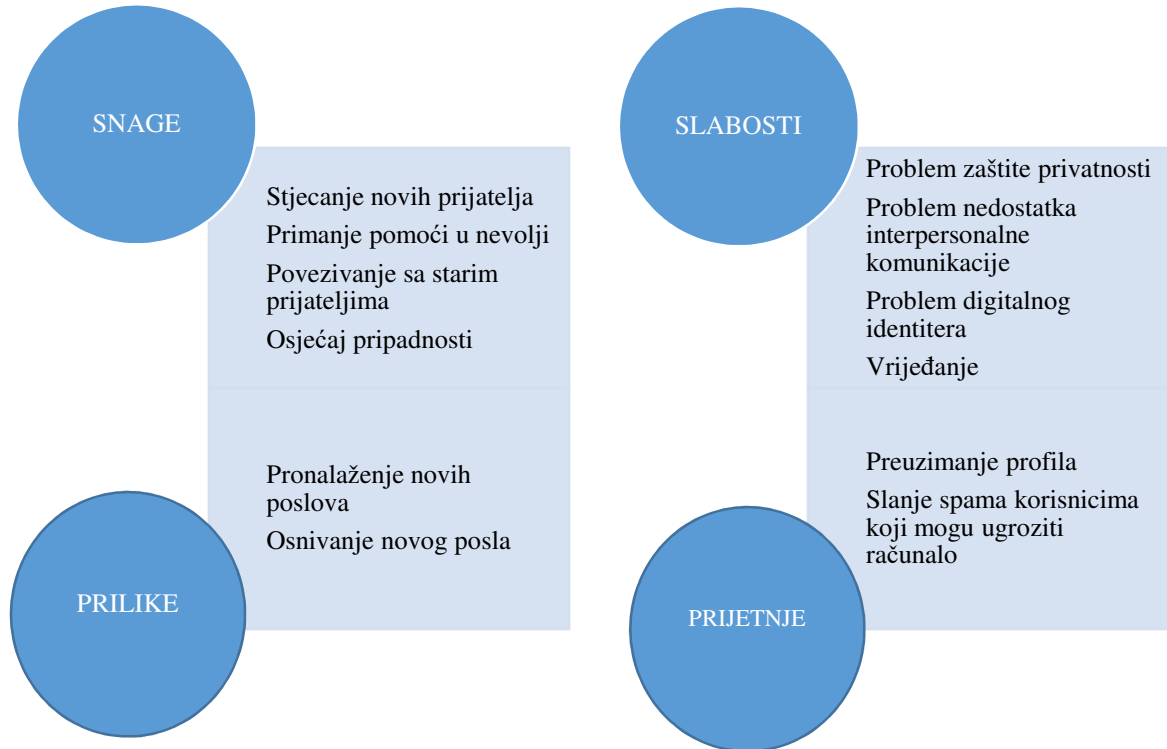 SNAGE
Stjecanje novih prijatelja
Primanje pomoći u nevolji
Povezivanje sa starim
prijateljima
Osjećaj pripadnosti
SLABOSTI
Problem zaštite privatnosti
Problem nedostatka
interpersonalne
komunikacije
Problem digitalnog
identitera
Vrijeđanje
PRILIKE
Pronalaženje novih
poslova
Osnivanje novog posla
PRIJETNJE
Preuzimanje profila
Slanje spama korisnicima
koji mogu ugroziti
računalo